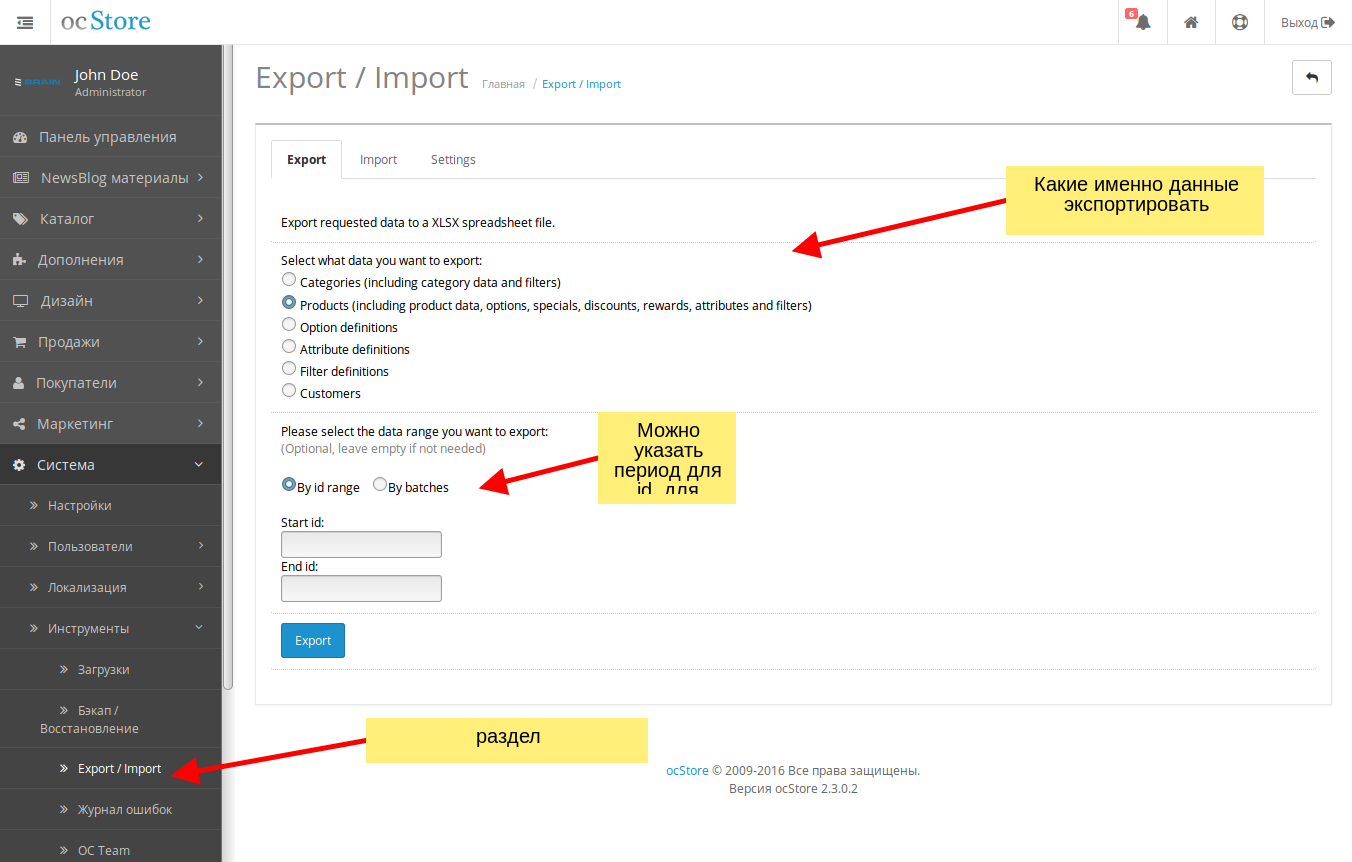 ocStore
6
Выход
BRAIN
John Doe
Administrator
Панель управления
NewsBlog материалы
Каталог
Дополнения
Дизайн
Продажи
Покупатели
Маркетинг
Система
Настройки
Пользователи
Локализация
Инструменты
Загрузки
Бэкап /
Восстановление
Export / Import
Журнал ошибок
OC Team
Export / Import
Главная / Export / Import
Export Import Settings
Какие именно данные
экспортировать
Export requested data to a XLSX spreadsheet file.
Select what data you want to export:
Categories (including category data and filters)
Products (including product data, options, specials, discounts, rewards, attributes and filters)
Option definitions
Attribute definitions
Filter definitions
Customers
Please select the data range you want to export:
(Optional, leave empty if not needed)
Можно
указать
период для
id, для
By id range By batches
Start id:
End id:
Export
раздел
ocStore © 2009-2016 Все права защищены.
Версия ocStore 2.3.0.2